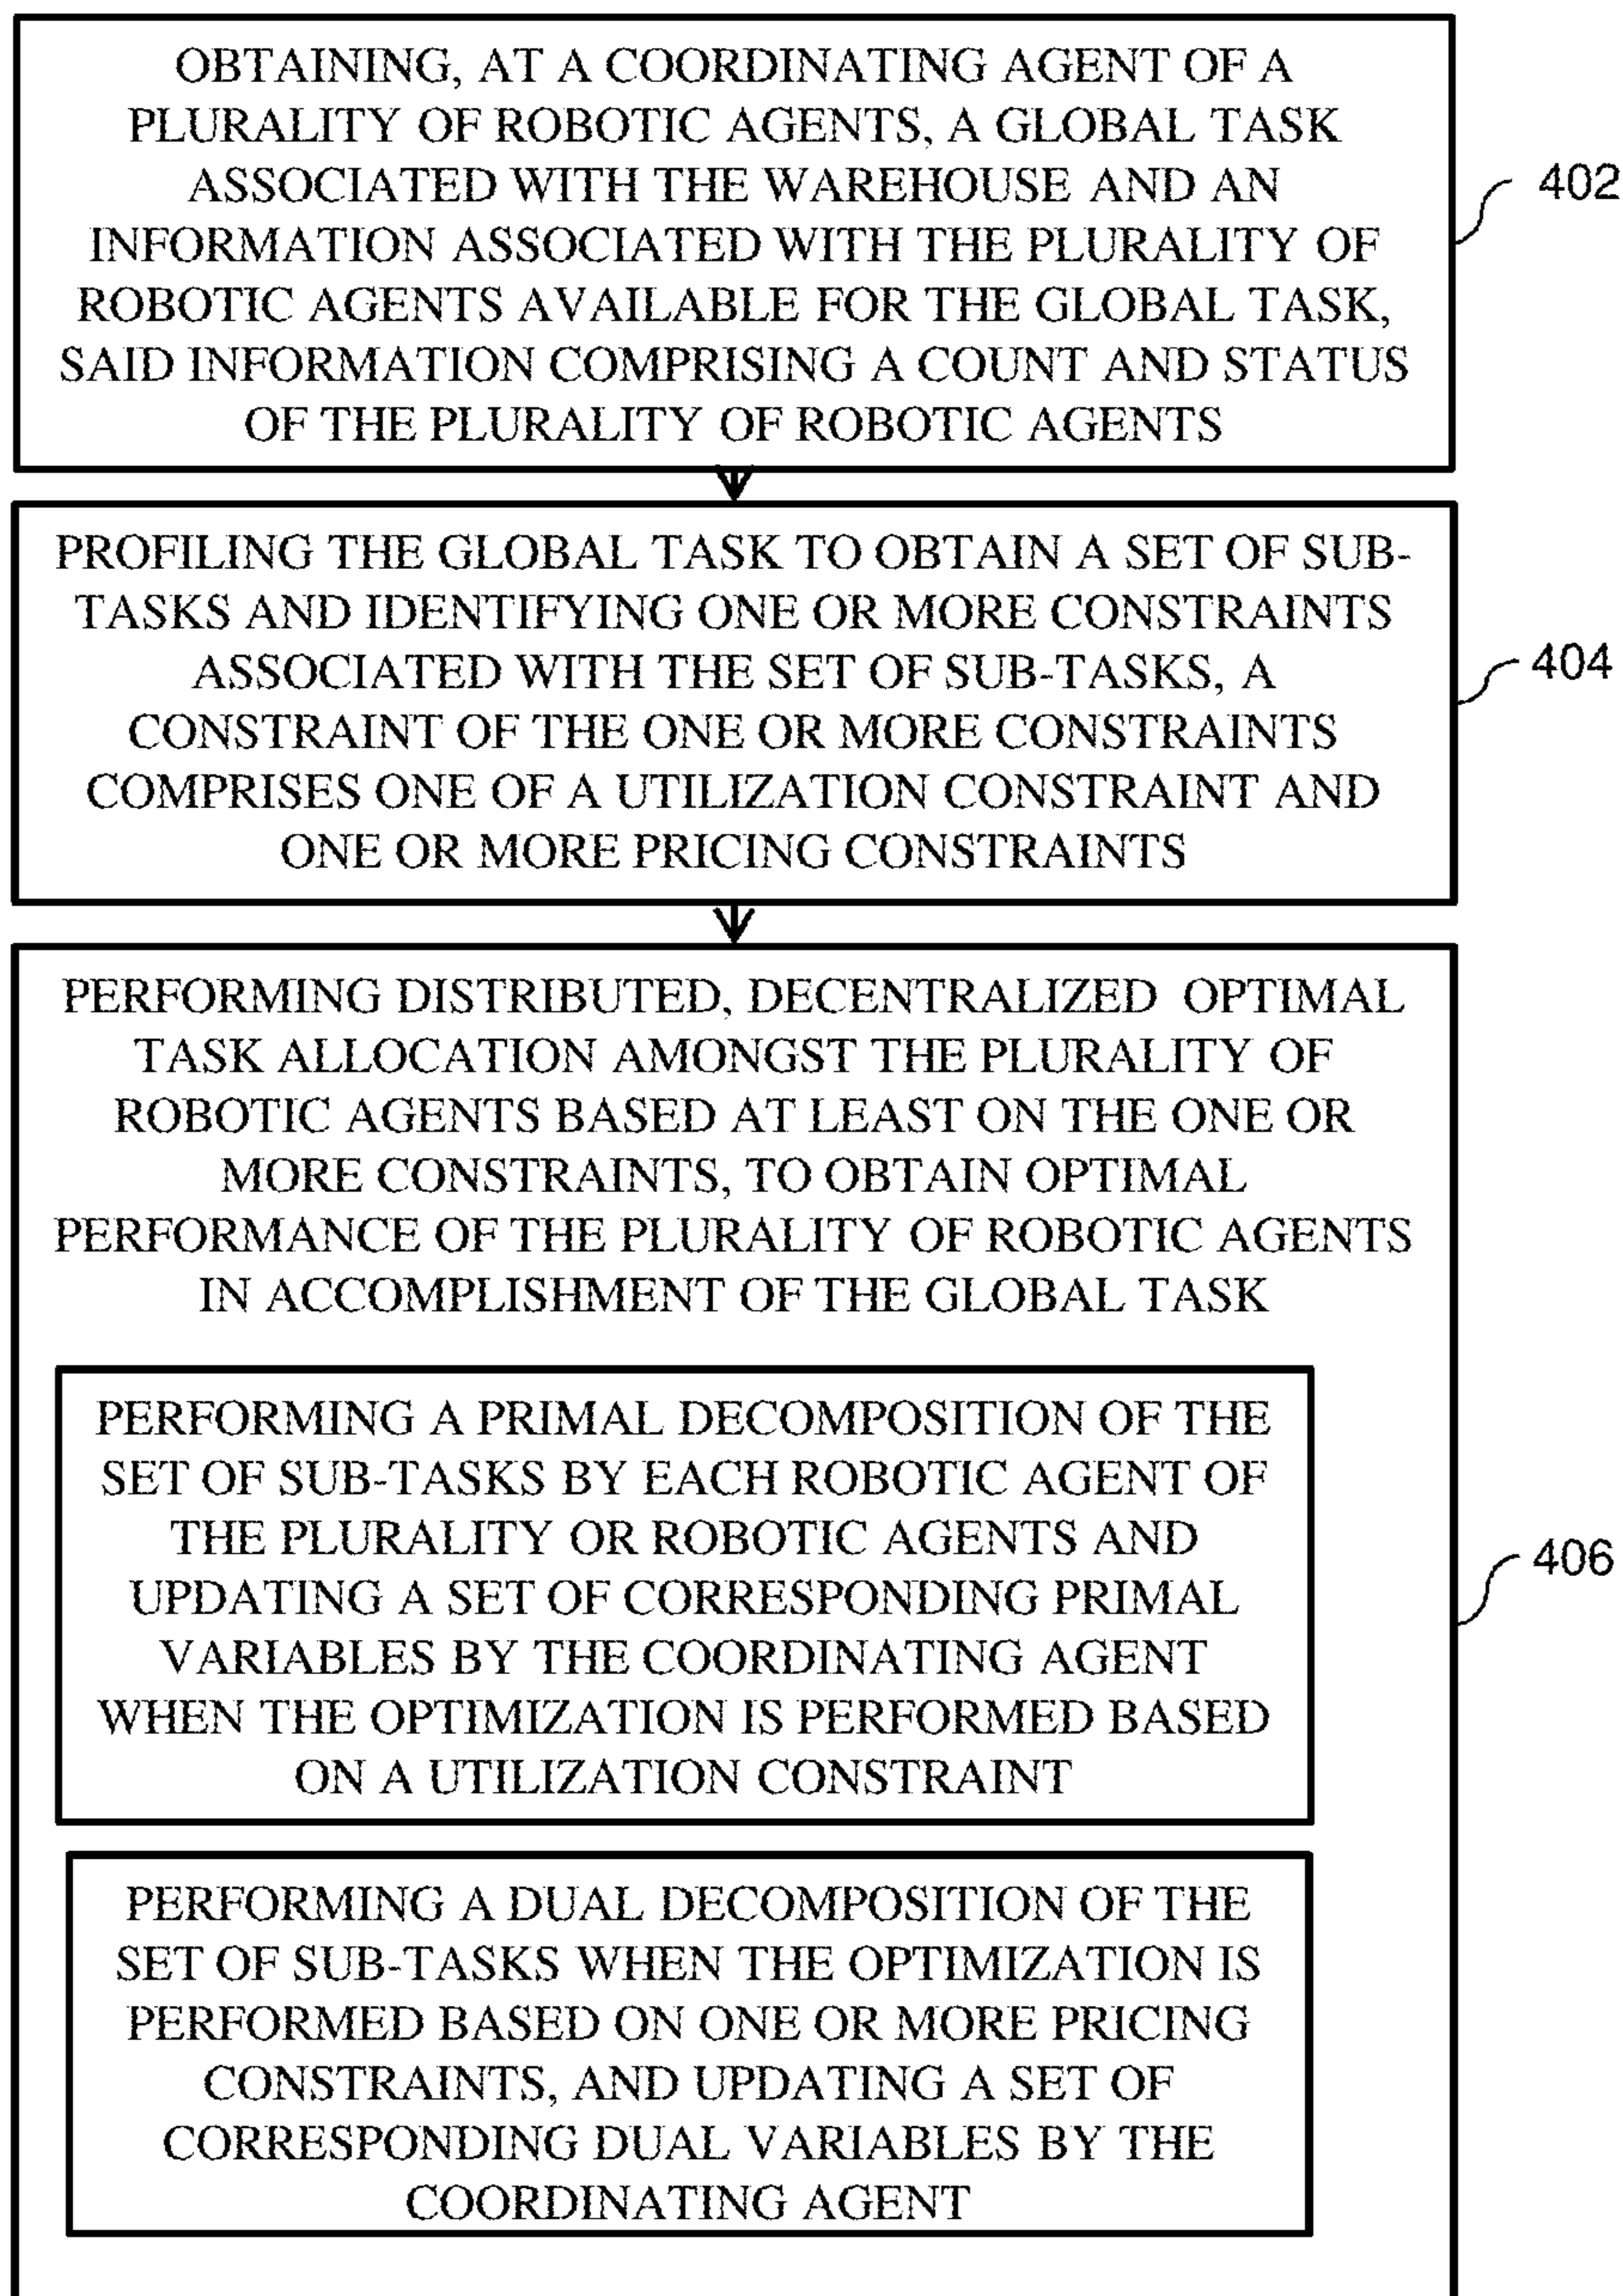 OBTAINING, AT A COORDINATING AGENT OF A
PLURALITY OF ROBOTIC AGENTS, A GLOBAL TASK
ASSOCIATED WITH THE WAREHOUSE AND AN
INFORMATION ASSOCIATED WITH THE PLURALITY OF
ROBOTIC AGENTS AVAILABLE FOR THE GLOBAL TASK,
SAID INFORMATION COMPRISING A COUNT AND STATUS
OF THE PLURALITY OF ROBOTIC AGENTS
402
PROFILING THE GLOBAL TASK TO OBTAIN A SET OF SUB-
TASKS AND IDENTIFYING ONE OR MORE CONSTRAINTS
ASSOCIATED WITH THE SET OF SUB-TASKS, A
CONSTRAINT OF THE ONE OR MORE CONSTRAINTS
COMPRISES ONE OF A UTILIZATION CONSTRAINT AND
ONE OR MORE PRICING CONSTRAINTS
404
PERFORMING DISTRIBUTED, DECENTRALIZED OPTIMAL
TASK ALLOCATION AMONGST THE PLURALITY OF
ROBOTIC AGENTS BASED AT LEAST ON THE ONE OR
MORE CONSTRAINTS, TO OBTAIN OPTIMAL
PERFORMANCE OF THE PLURALITY OF ROBOTIC AGENTS
IN ACCOMPLISHMENT OF THE GLOBAL TASK
PERFORMING A PRIMAL DECOMPOSITION OF THE
SET OF SUB-TASKS BY EACH ROBOTIC AGENT OF
THE PLURALITY OR ROBOTIC AGENTS AND
UPDATING A SET OF CORRESPONDING PRIMAL
VARIABLES BY THE COORDINATING AGENT
WHEN THE OPTIMIZATION IS PERFORMED BASED
ON A UTILIZATION CONSTRAINT
406
PERFORMING A DUAL DECOMPOSITION OF THE
SET OF SUB-TASKS WHEN THE OPTIMIZATION IS
PERFORMED BASED ON ONE OR MORE PRICING
CONSTRAINTS, AND UPDATING A SET OF
CORRESPONDING DUAL VARIABLES BY THE
COORDINATING AGENT